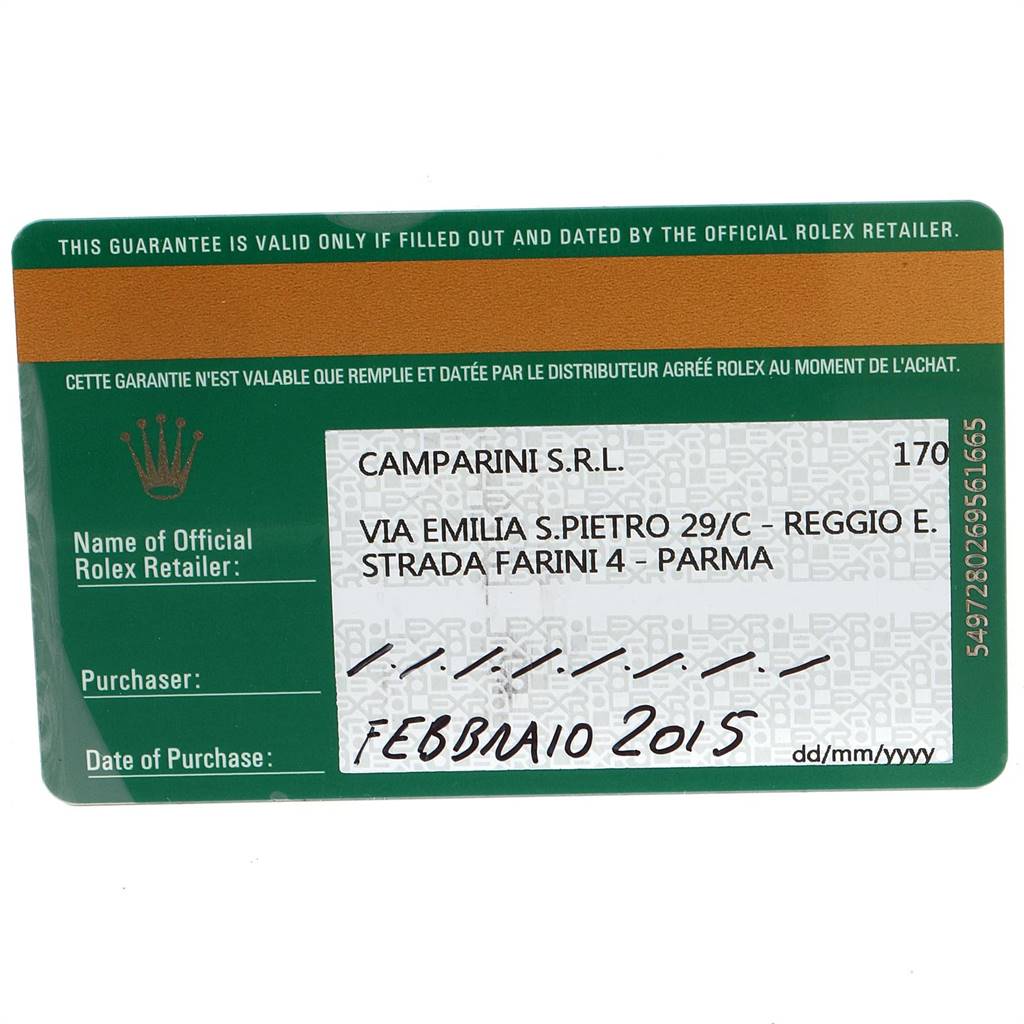 THIS GUARANTEE IS VALID ONLY IF FILLED OUT AND DATED BY THE OFFICIAL ROLEX RETAILER.
CETTE GARANTIE N'EST VALABLE QUE REMPLIE ET DATÉE PAR LE DISTRIBUTEUR AGRÉÉ ROLEX AU MOMENT DE L'ACHAT.
CAMPARINI S.R.L. 170
Name of Official
Rolex Retailer:
VIA EMILIA S.PIETRO 29/C - REGGIO E.
STRADA FARINI 4 - PARMA
Purchaser: /./././././././
Date of Purchase: FEBBRAIO 2015 dd/mm/yyyy
5497280269561665